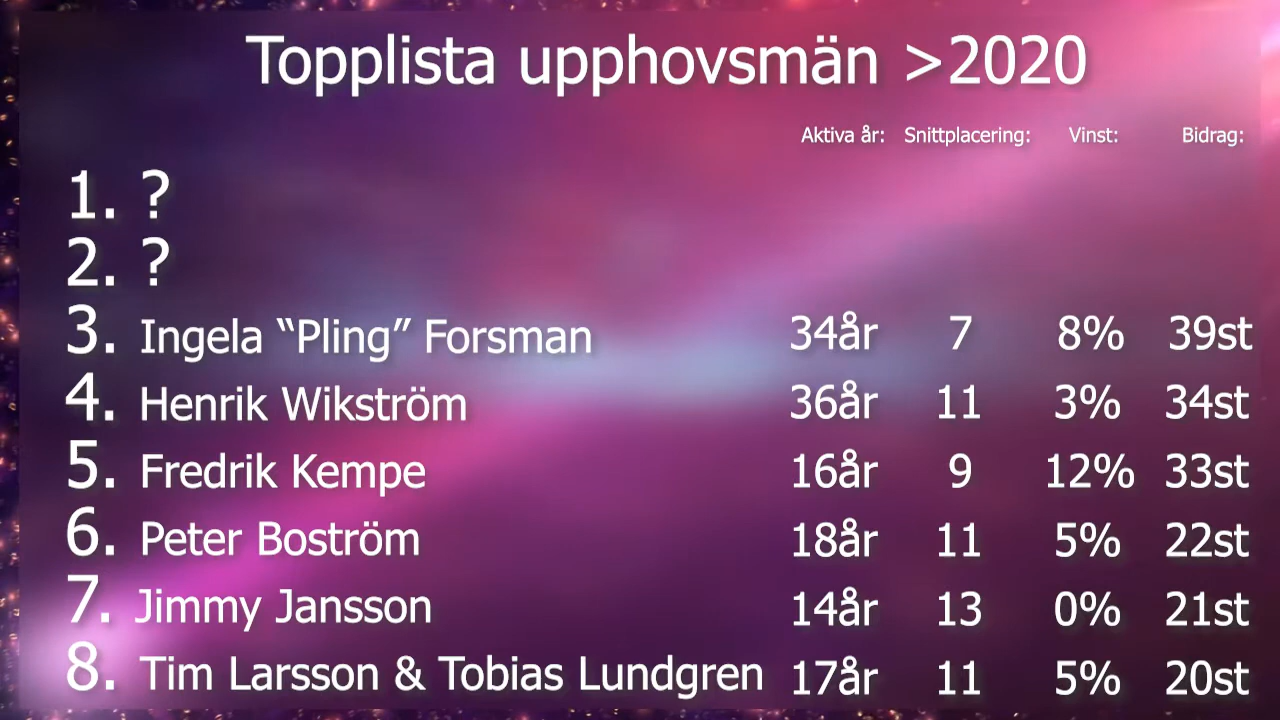 Topplista upphovsmän >2020
Aktiva år: Snittplacering: Vinst: Bidrag:
1. ?
2. ?
3. Ingela “Pling” Forsman 34år 7 8% 39st
4. Henrik Wikström 36år 11 3% 34st
5. Fredrik Kempe 16år 9 12% 33st
6. Peter Boström 18år 11 5% 22st
7. Jimmy Jansson 14år 13 0% 21st
8. Tim Larsson & Tobias Lundgren 17år 11 5% 20st